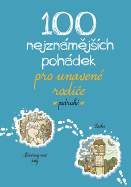 100
nejznámějších
pohádek
pro unavené
rodiče